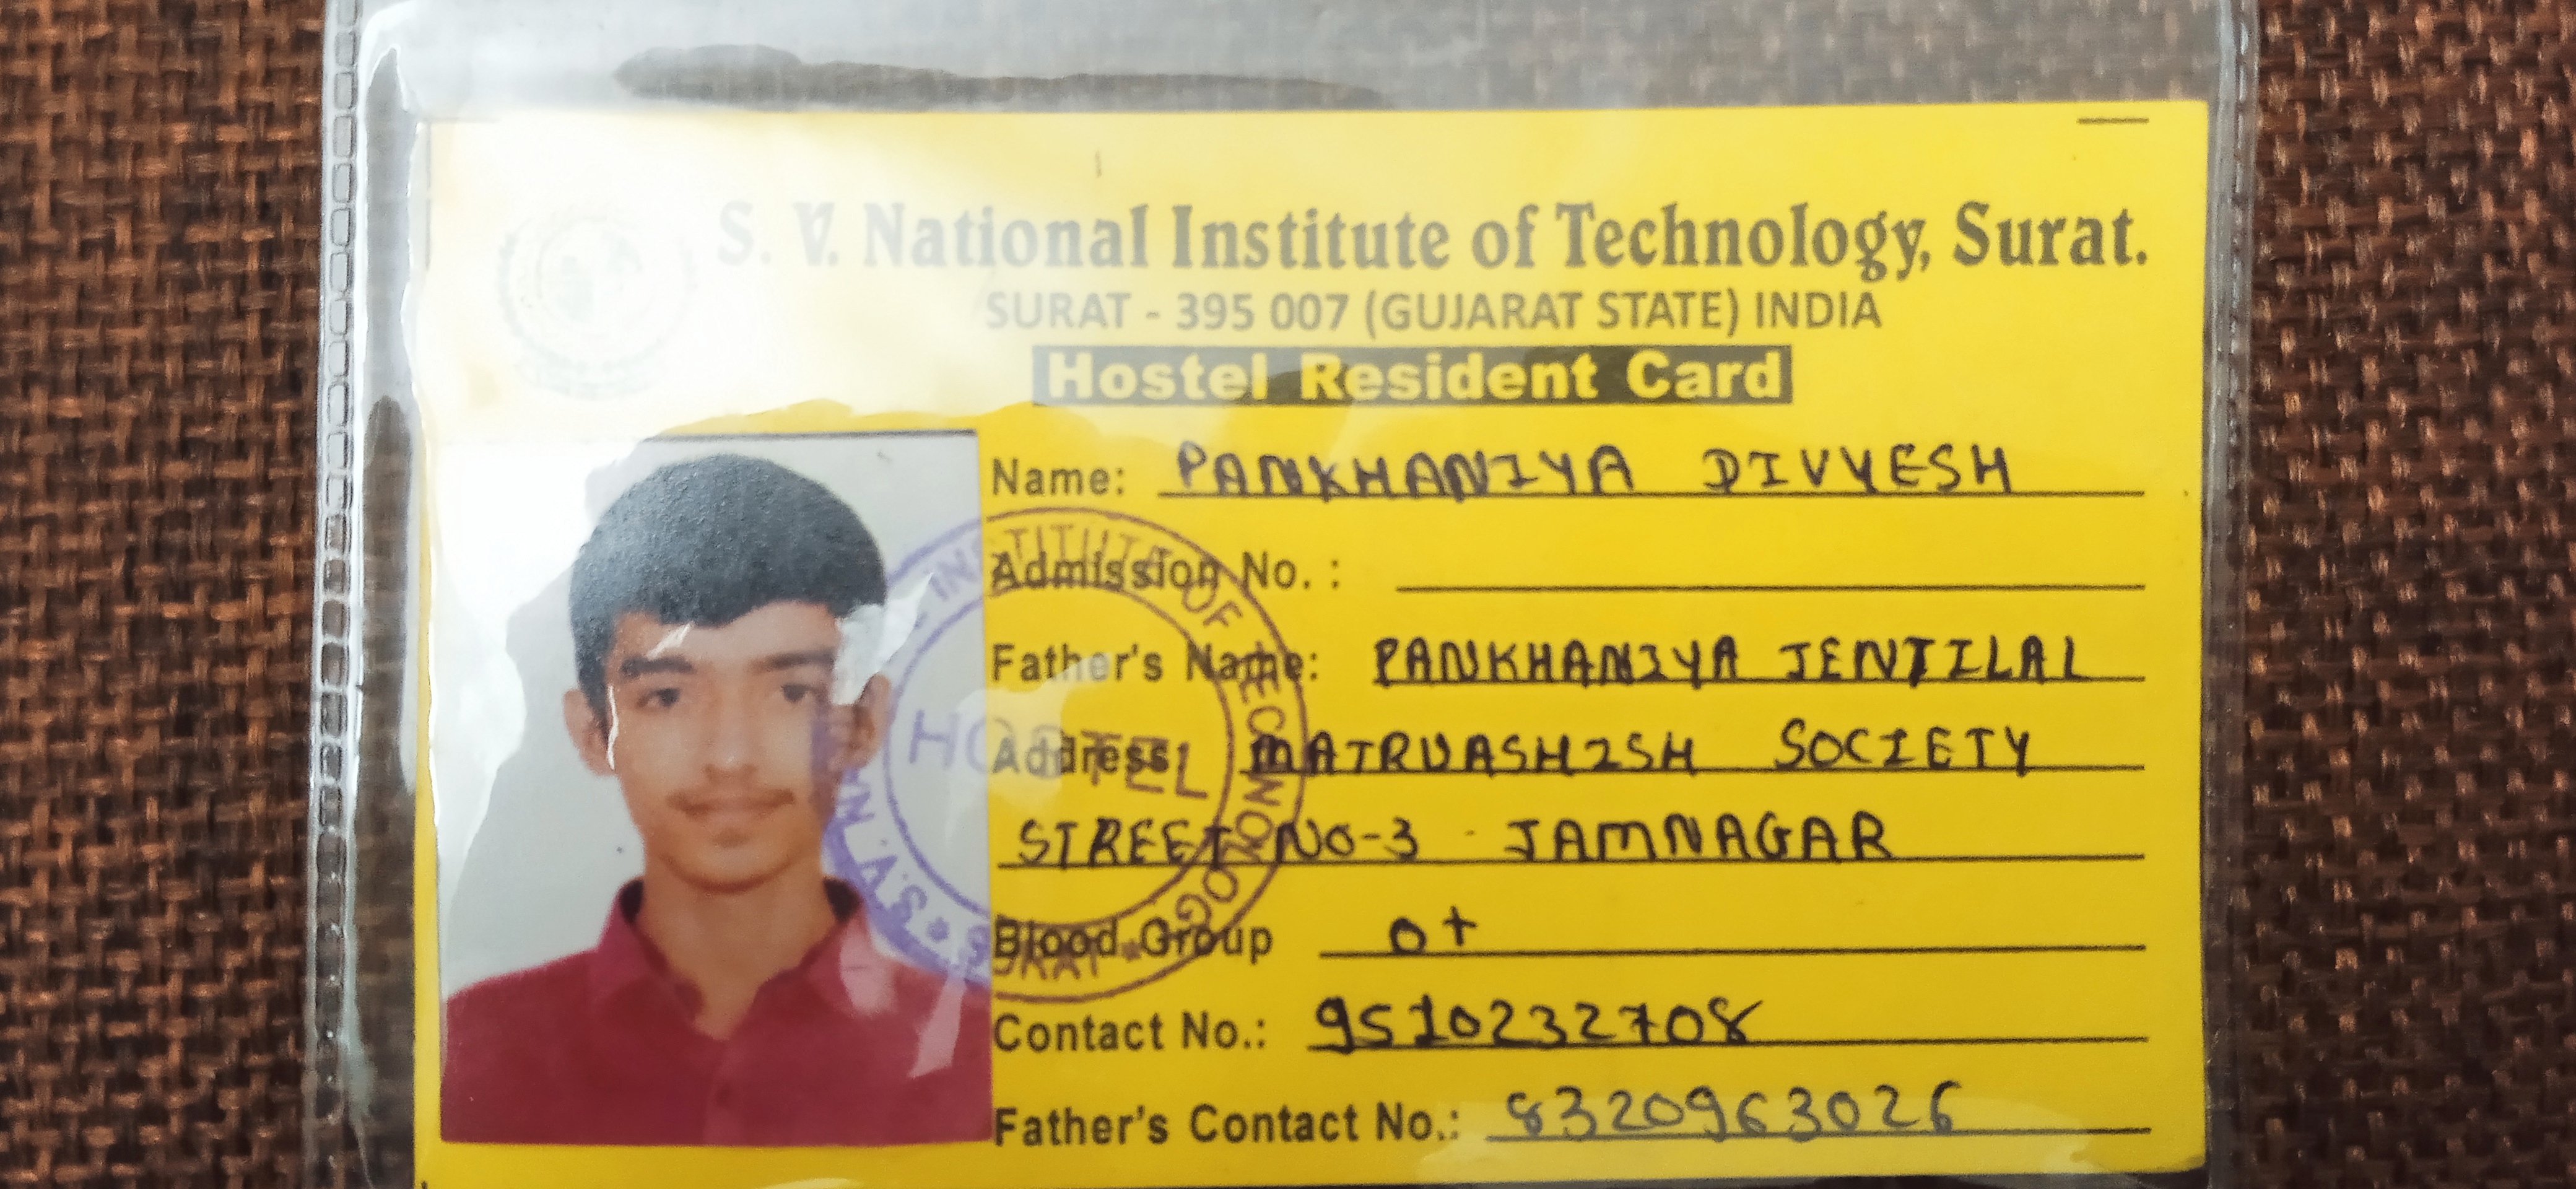 S. V. National Institute of Technology, Surat.
SURAT - 395 007 (GUJARAT STATE) INDIA
Hostel Resident Card
Name: PANKHANIYA DIVYESH
Admission No. :
Father's Name: PANKHANIYA JENTILAL
Address: MATRUASHISH SOCIETY
STREET NO-3 JAMNAGAR
Blood Group O+
Contact No.: 9510232708
Father's Contact No.: 8320963026
S.V. NATIONAL INSTITUTE OF TECHNOLOGY
HOSTEL
* SURAT *